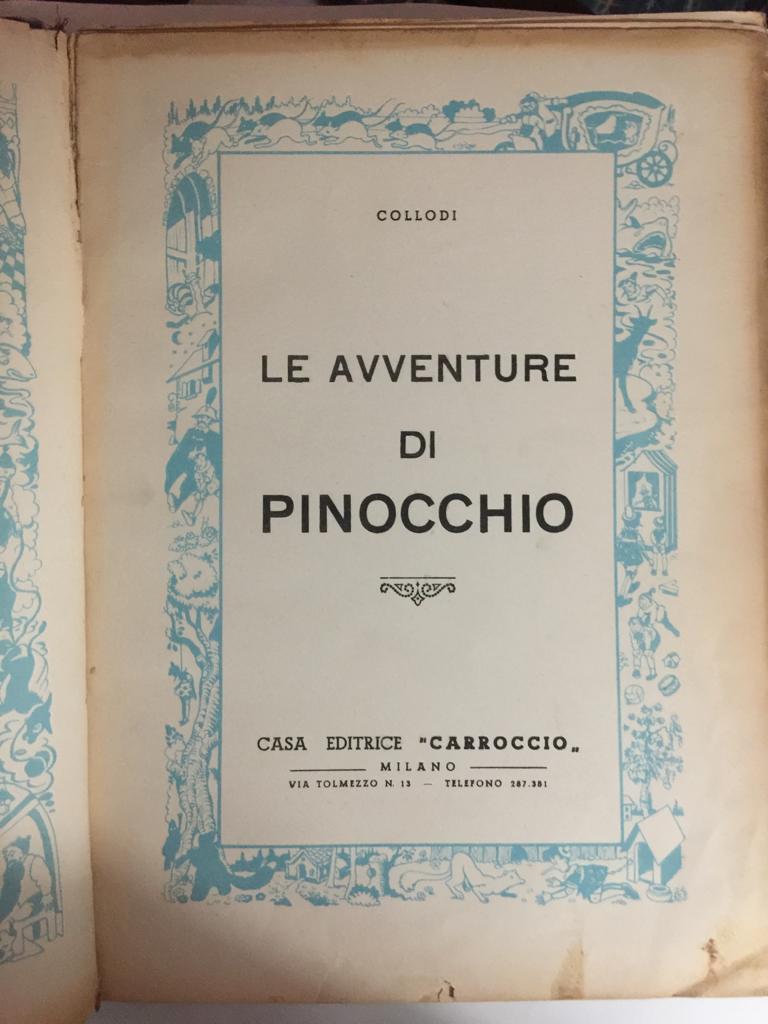 COLLODI
LE AVVENTURE
DI
PINOCCHIO
CASA EDITRICE "CARROCCIO„
MILANO
VIA TOLMEZZO N. 13 — TELEFONO 287.381